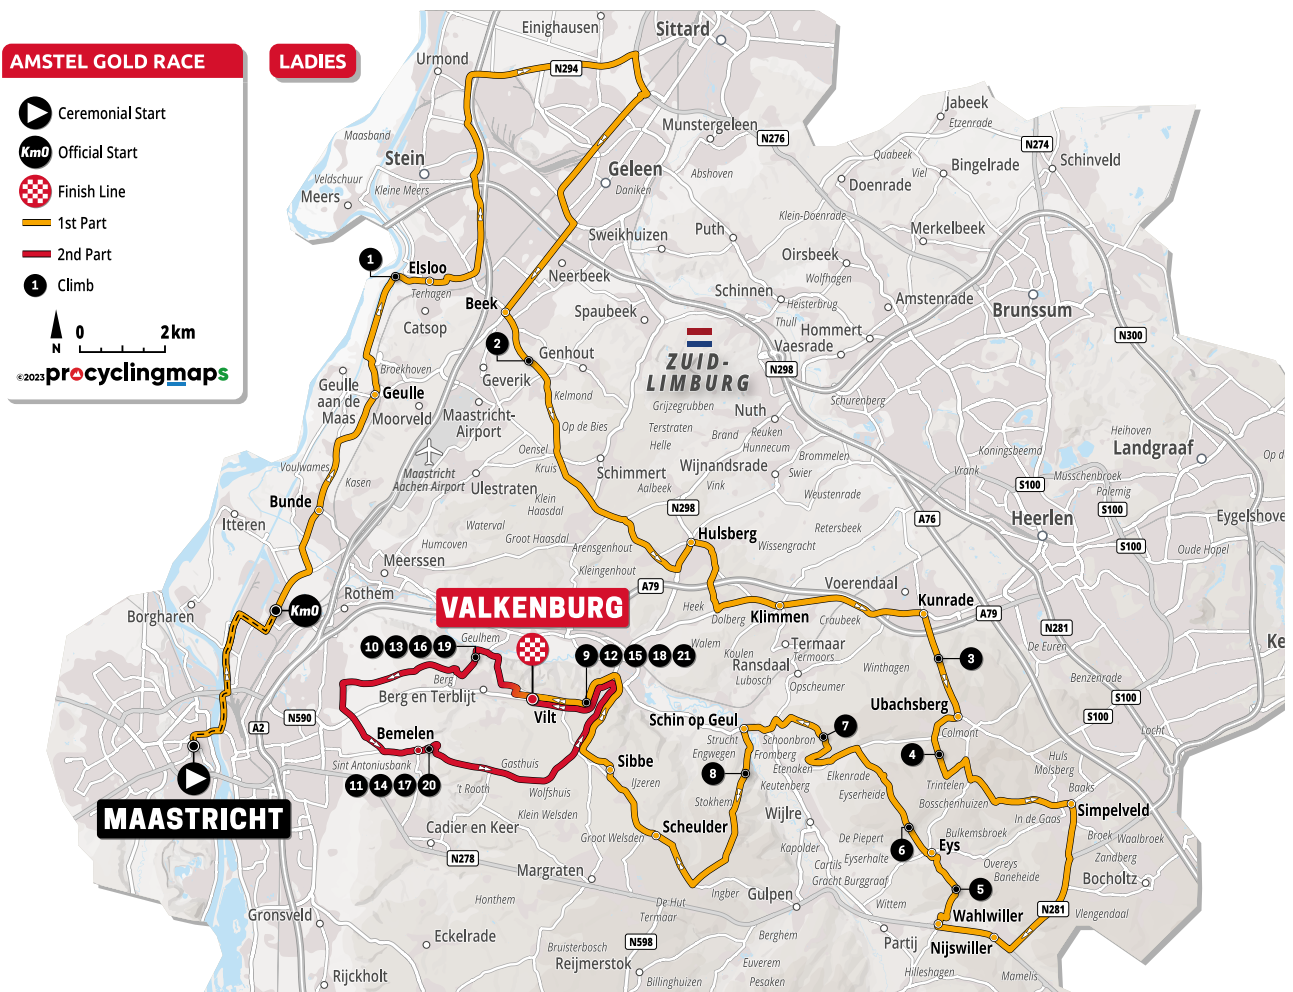 AMSTEL GOLD RACE
LADIES
Ceremonial Start
Km0 Official Start
Finish Line
1st Part
2nd Part
1 Climb
N
0 2km
©2023 procyclingmaps
Einighausen
Sittard
Urmond
N294
Jabeek
Etzenrade
Maasband
Munstergeleen
N276
N274
Stein
Quabeek
Bingelrade
Schinveld
Veldschuur
Kleine Meers
Geleen
Abshoven
Viel
Meers
Daniken
Doenrade
Klein-Doenrade
Sweikhuizen
Puth
Merkelbeek
1
Elsloo
Oirsbeek
Neerbeek
Wolfhagen
Terhagen
Schinnen
Amstenrade
Beek
Heisterbrug
Brunssum
Catsop
Spaubeek
Thull
Hommert
N300
2
Genhout
ZUID-
LIMBURG
Vaesrade
Broekhoven
Geverik
N298
Geulle
aan de
Maas
Geulle
Moorveld
Kelmond
Maastricht-
Airport
Grijzegrubben
Nuth
Schurenberg
Op de Bies
Terstraten
Brand
Reuken
Heihoven
Helle
Hunnecum
Landgraaf
Oensel
Brommelen
Koningsbeemd
Op d
Voulwames
Maastricht
Aachen Airport
Kruis
Schimmert
Wijnandsrade
Swier
Vrank
Musschenbroek
Kasen
Ulestraten
Aalbeek
Vink
S100
Palemig
Bunde
Klein
Haasdal
Weustenrade
N298
S100
Itteren
Waterval
A76
Heerlen
Eygelshove
Humcoven
Groot Haasdal
Hulsberg
Retersbeek
Arensgenhout
Wissengracht
S100
Oude Hopel
Meerssen
Kleingenhout
A79
Voerendaal
Rothem
Km0
VALKENBURG
Kunrade
Borgharen
Heek
Dolberg
Klimmen
Craubeek
A79
N281
Ke
Geulhem
10 13 16 19
9 12 15 18 21
Walem
Termaar
De Euren
Koulen
Termoors
Ransdaal
Winthagen
3
Berg
Lubosch
Opscheumer
Benzenrade
Berg en Terblijt
Ubachsberg
S100
N590
Vilt
Schin op Geul
7
S100
A2
Bemelen
Strucht
Schoonbron
Colmont
Locht
Engwegen
Fromberg
4
Huls
Sint Antoniusbank
Gasthuis
Sibbe
8
Etenaken
Elkenrade
Molsberg
IJzeren
Keutenberg
Trintelen
Baaks
11 14 17 20
't Rooth
Wolfshuis
Stokhem
Eyserheide
Bosschenhuizen
Simpelveld
MAASTRICHT
Klein Welsden
Wijlre
In de Gaas
Cadier en Keer
Scheulder
Bulkemsbroek
Broek
Waalbroek
Groot Welsden
De Piepert
6
Eys
Kapolder
Zandberg
N278
Eyserhalte
Overeys
Cartils
Baneheide
Margraten
Gracht Burggraaf
5
Bocholtz
Ingber
Gulpen
Honthem
De Hut
Wittem
Wahlwiller
N281
Vlengendaal
Gronsveld
Termaar
Eckelrade
Berghem
Partij
Nijswiller
N598
Bruisterbosch
Reijmerstok
Euverem
Hilleshagen
Mamelis
Rijckholt
Billinghuizen
Pesaken